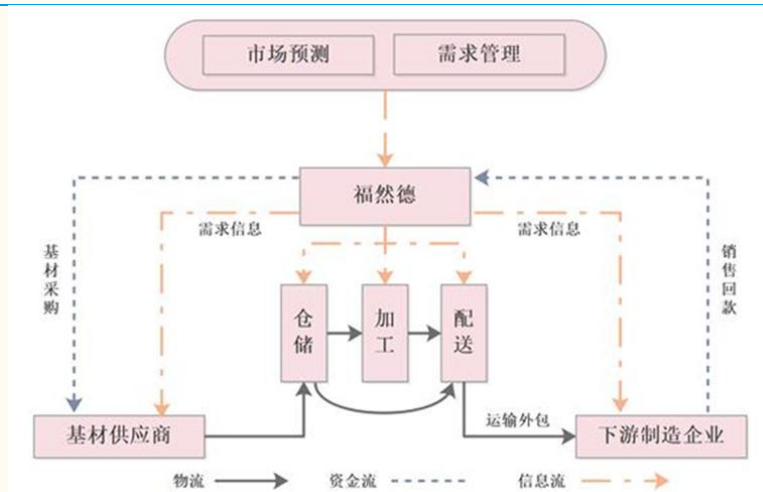 市场预测
需求管理
福然德
需求信息
需求信息
基材采购
销售回款
仓储
加工
配送
基材供应商
运输外包
下游制造企业
物流
资金流
信息流